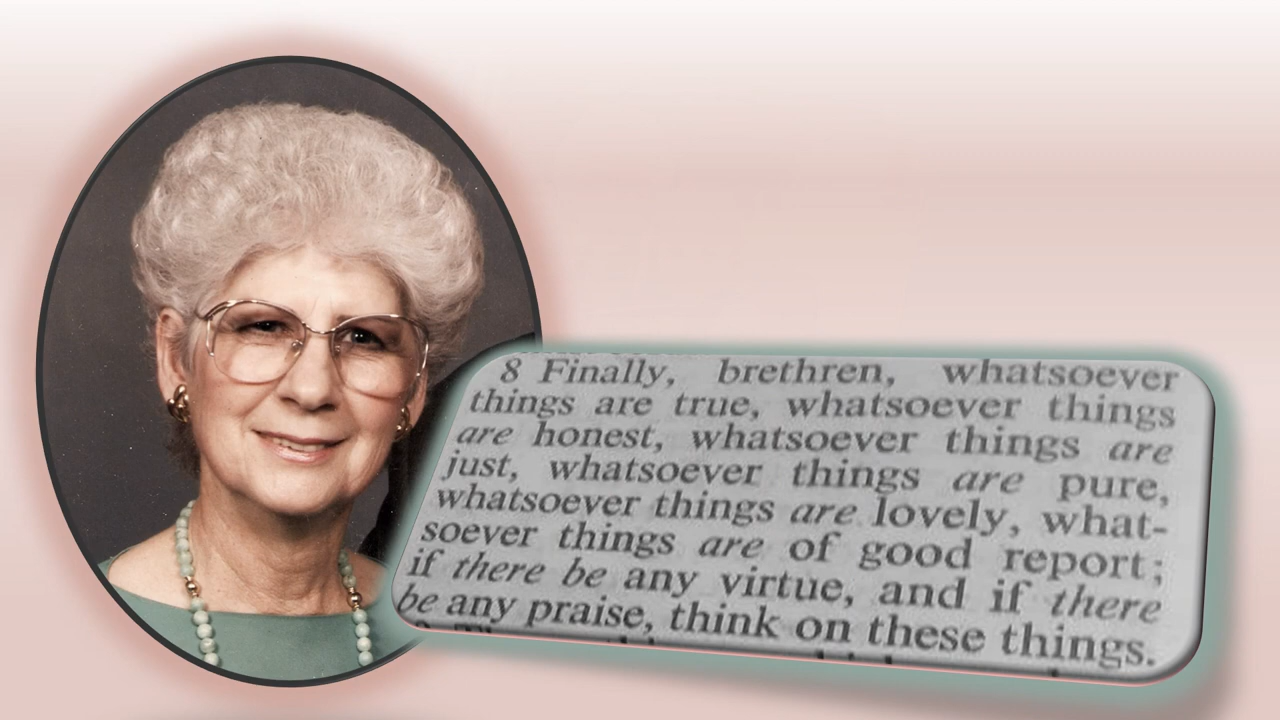 8 Finally, brethren, whatsoever
things are true, whatsoever things
are honest, whatsoever things are
just, whatsoever things are pure,
whatsoever things are lovely, what-
soever things are of good report;
if there be any virtue, and if there
be any praise, think on these things.